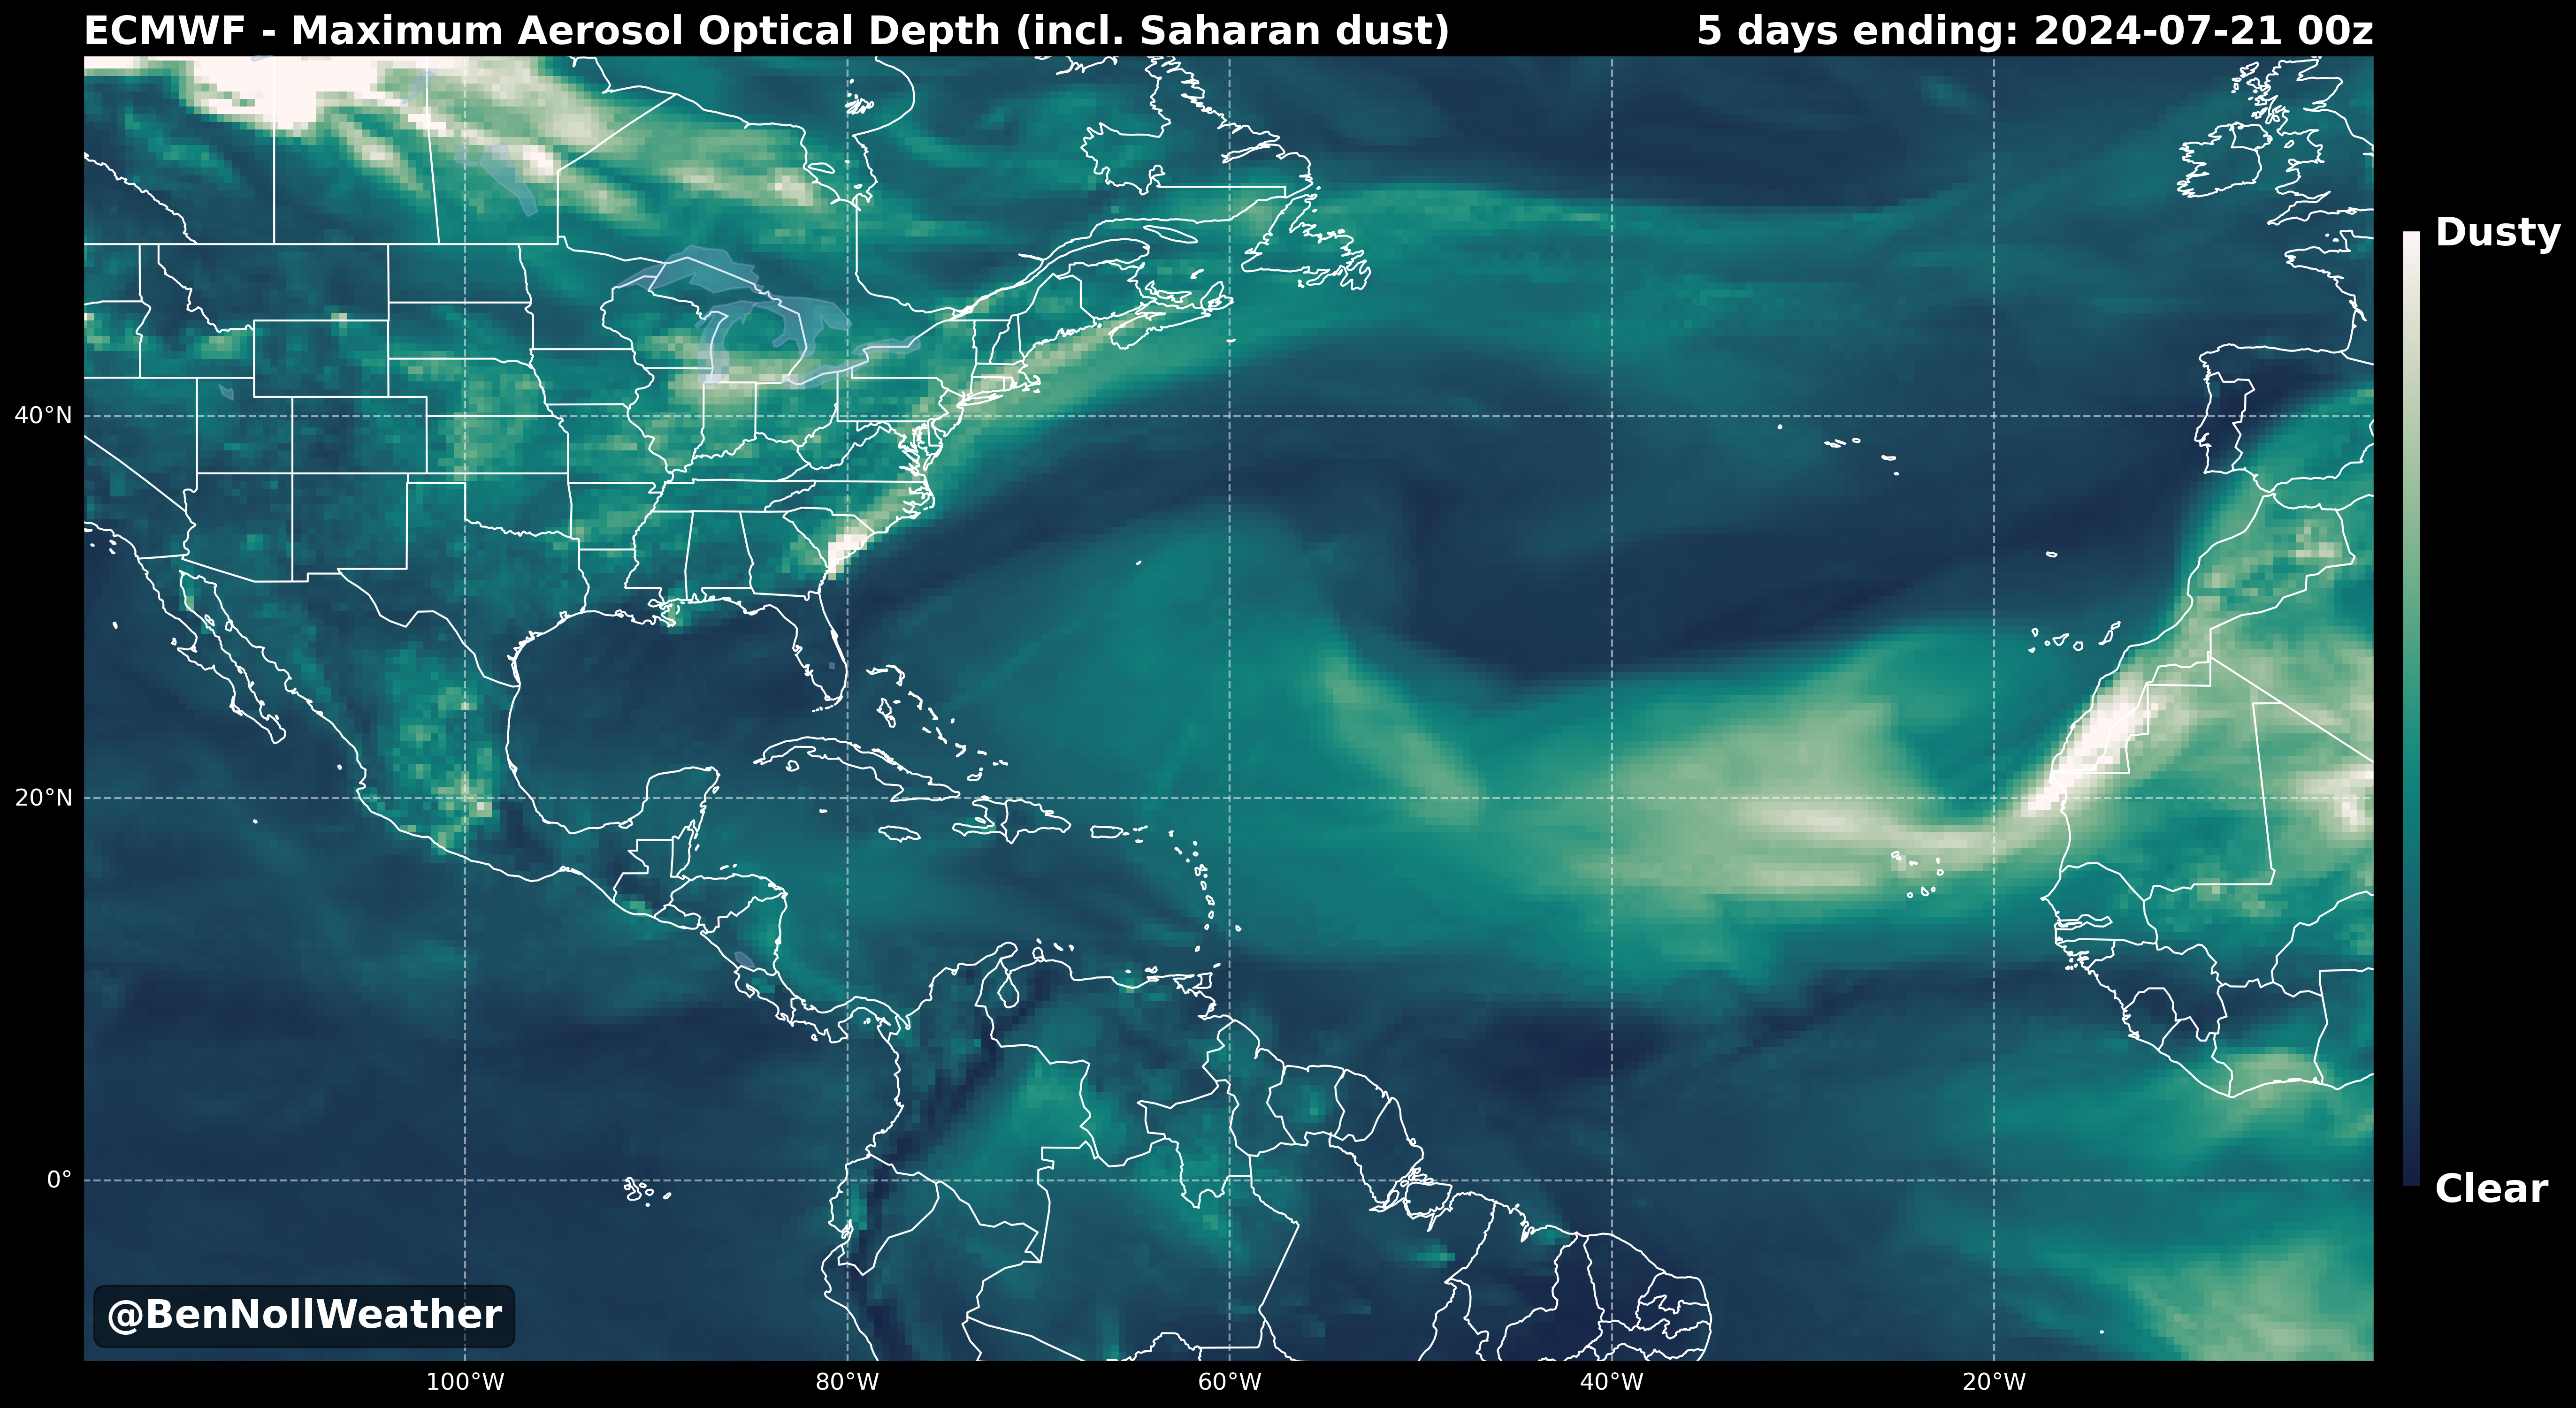 ECMWF - Maximum Aerosol Optical Depth (incl. Saharan dust) 5 days ending: 2024-07-21 00z
Dusty
40°N
20°N
0°
Clear
@BenNollWeather
100°W 80°W 60°W 40°W 20°W